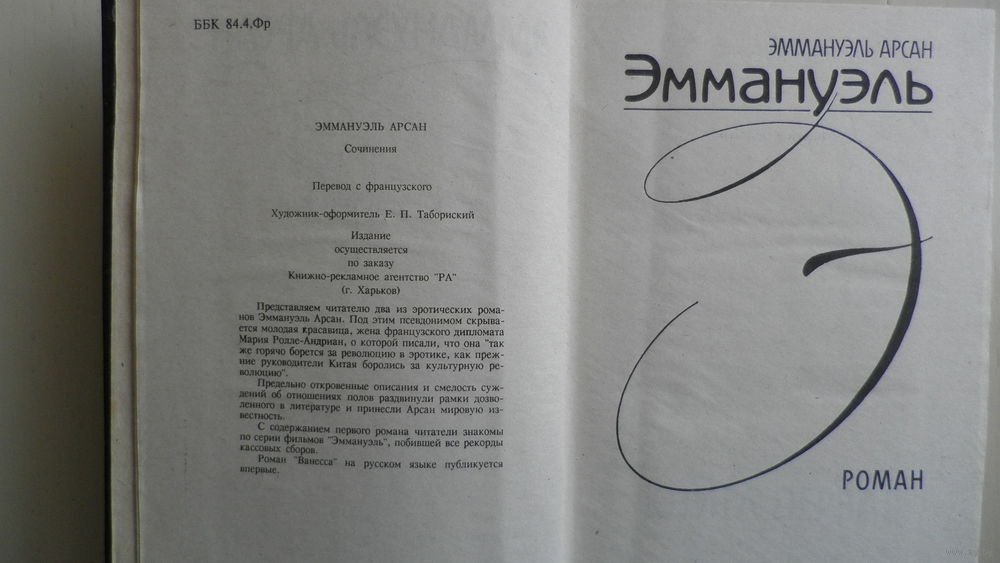 ББК 84.4.Фр
ЭММАНУЭЛЬ АРСАН
Сочинения
Перевод с французского
Художник-оформитель Е. П. Табориский
Издание
осуществляется
по заказу
Книжно-рекламное агентство "РА"
(г. Харьков)
Представляем читателю два из эротических рома-
нов Эммануэль Арсан. Под этим псевдонимом скрыва-
ется молодая красавица, жена французского дипломата
Мария Ролле-Андриан, о которой писали, что она "так
же горячо борется за революцию в эротике, как преж-
ние руководители Китая боролись за культурную ре-
волюцию".
Предельно откровенные описания и смелость суж-
дений об отношениях полов раздвинули рамки дозво-
ленного в литературе и принесли Арсан мировую из-
вестность.
С содержанием первого романа читатели знакомы
по серии фильмов "Эммануэль", побившей все рекорды
кассовых сборов.
Роман "Ванесса" на русском языке публикуется
впервые.
ЭММАНУЭЛЬ АРСАН
Эммануэль
Э
РОМАН